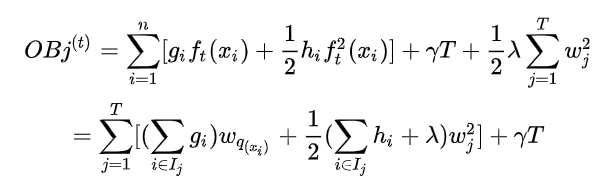 OBj^{(t)} = \sum_{i=1}^{n}[g_i f_t(x_i) + \frac{1}{2}h_i f_t^2(x_i)] + \gamma T + \frac{1}{2}\lambda \sum_{j=1}^{T} w_j^2
= \sum_{j=1}^{T}[(\sum_{i \in I_j} g_i)w_{q_{(x_i)}} + \frac{1}{2}(\sum_{i \in I_j} h_i + \lambda)w_j^2] + \gamma T